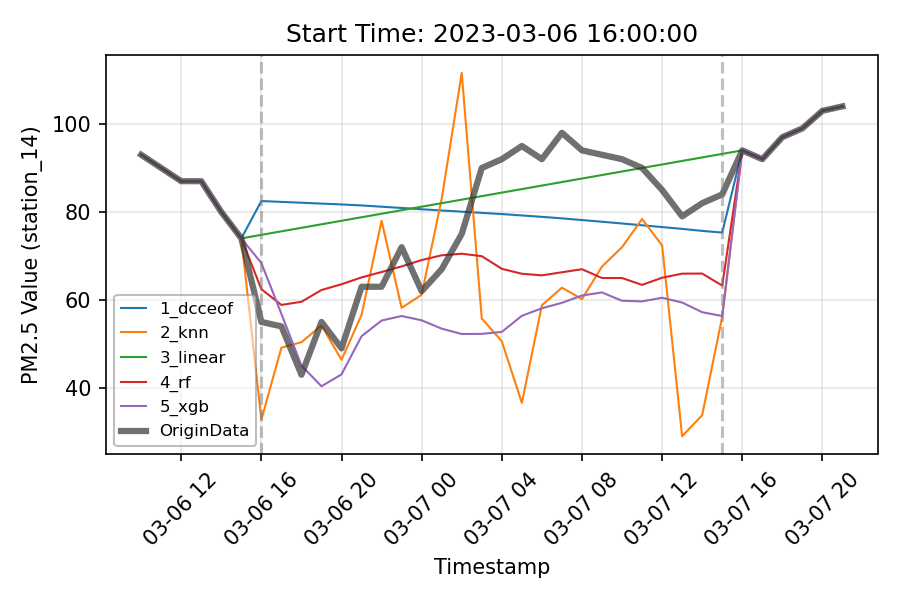 Start Time: 2023-03-06 16:00:00
PM2.5 Value (station_14)
100
80
60
40
1_dcceof
2_knn
3_linear
4_rf
5_xgb
OriginData
03-06 12
03-06 16
03-06 20
03-07 00
03-07 04
03-07 08
03-07 12
03-07 16
03-07 20
Timestamp